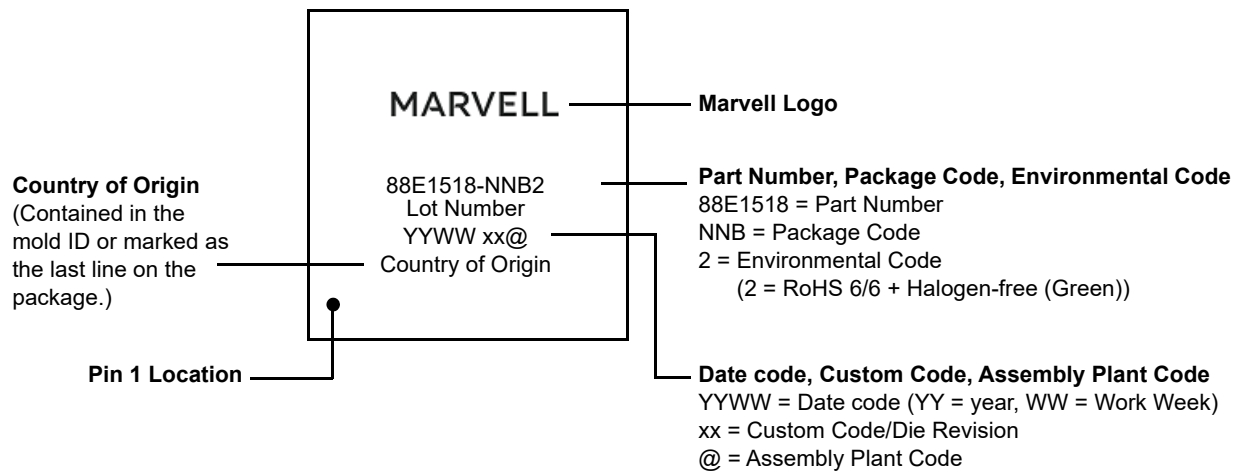 MARVELL
Marvell Logo
Country of Origin
(Contained in the
mold ID or marked as
the last line on the
package.)
88E1518-NNB2
Lot Number
YYWW xx@
Country of Origin
Part Number, Package Code, Environmental Code
88E1518 = Part Number
NNB = Package Code
2 = Environmental Code
(2 = RoHS 6/6 + Halogen-free (Green))
Pin 1 Location
Date code, Custom Code, Assembly Plant Code
YYWW = Date code (YY = year, WW = Work Week)
xx = Custom Code/Die Revision
@ = Assembly Plant Code